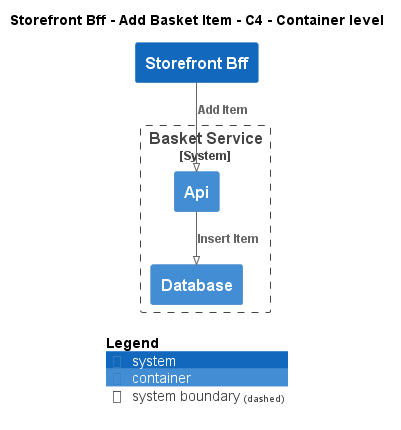 Storefront Bff - Add Basket Item - C4 - Container level
Storefront Bff
Add Item
Basket Service
[System]
Api
Insert Item
Database
Legend
system
container
system boundary (dashed)